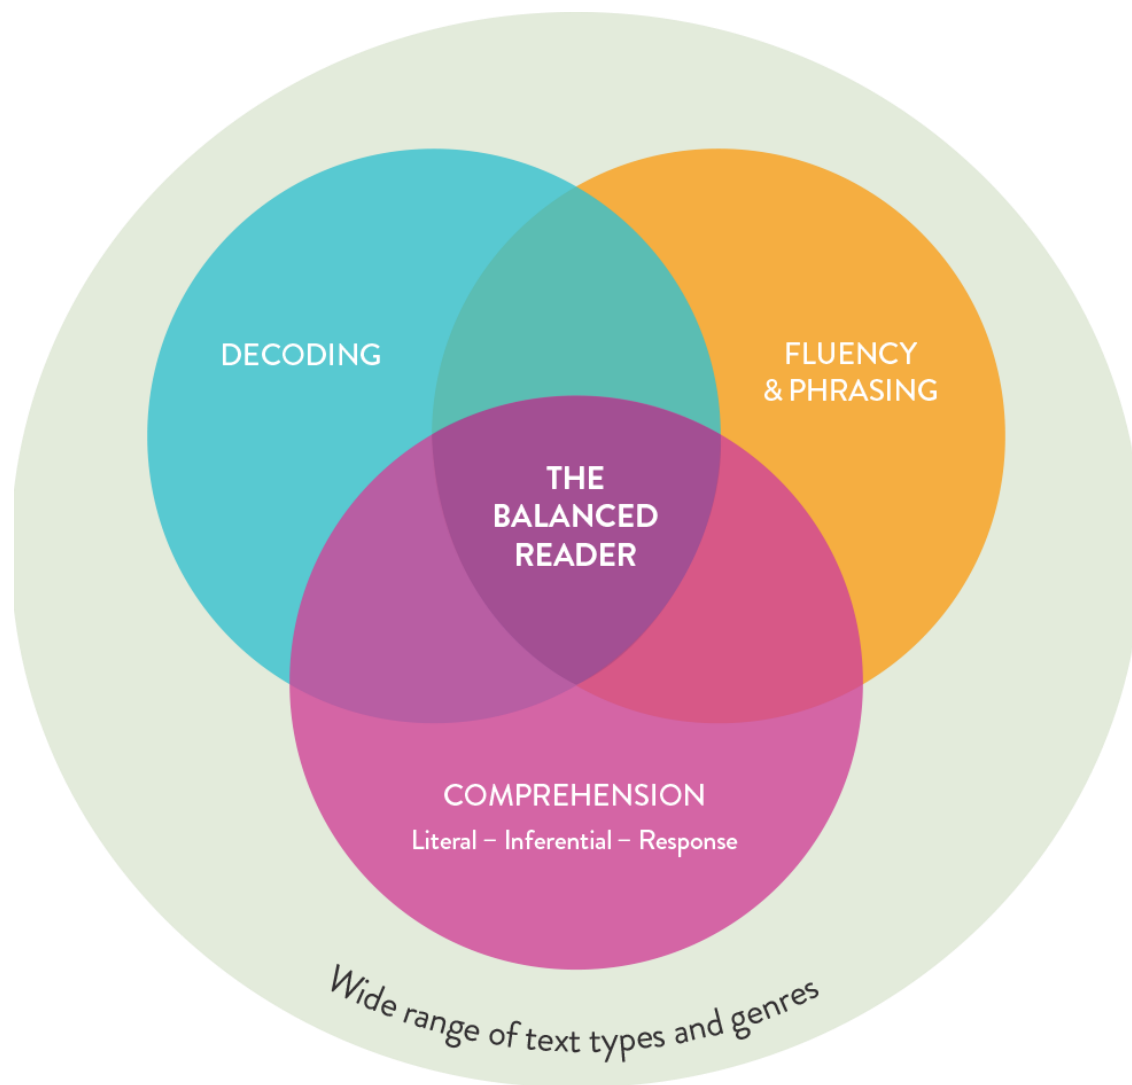 DECODING
FLUENCY
& PHRASING
THE
BALANCED
READER
COMPREHENSION
Literal – Inferential – Response
Wide range of text types and genres